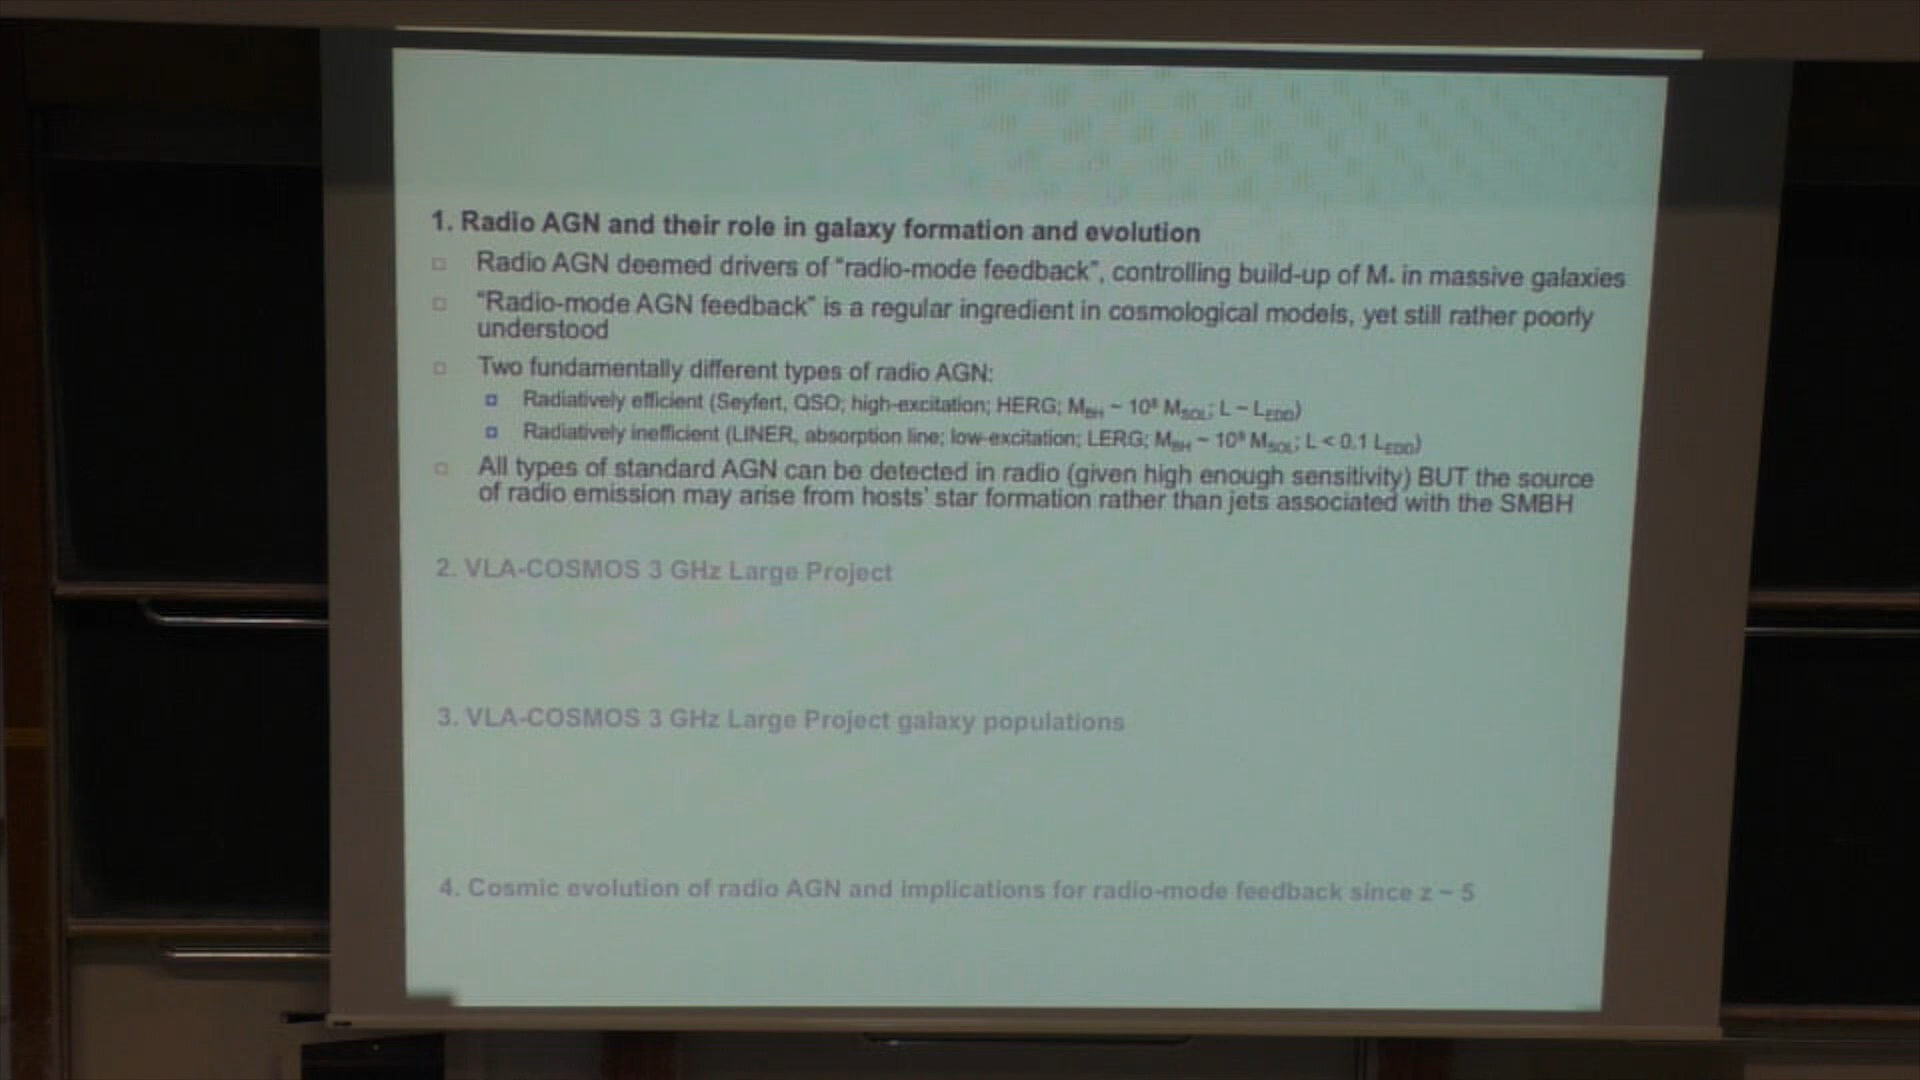 1. Radio AGN and their role in galaxy formation and evolution
Radio AGN deemed drivers of "radio-mode feedback", controlling build-up of M* in massive galaxies
"Radio-mode AGN feedback" is a regular ingredient in cosmological models, yet still rather poorly
understood
Two fundamentally different types of radio AGN:
Radiatively efficient (Seyfert, QSO; high-excitation; HERG; M_BH ~ 10⁸ M_SOL; L ~ L_EDD)
Radiatively inefficient (LINER, absorption line; low-excitation; LERG; M_BH ~ 10⁹ M_SOL; L < 0.1 L_EDD)
All types of standard AGN can be detected in radio (given high enough sensitivity) BUT the source
of radio emission may arise from hosts' star formation rather than jets associated with the SMBH
2. VLA-COSMOS 3 GHz Large Project
3. VLA-COSMOS 3 GHz Large Project galaxy populations
4. Cosmic evolution of radio AGN and implications for radio-mode feedback since z ~ 5